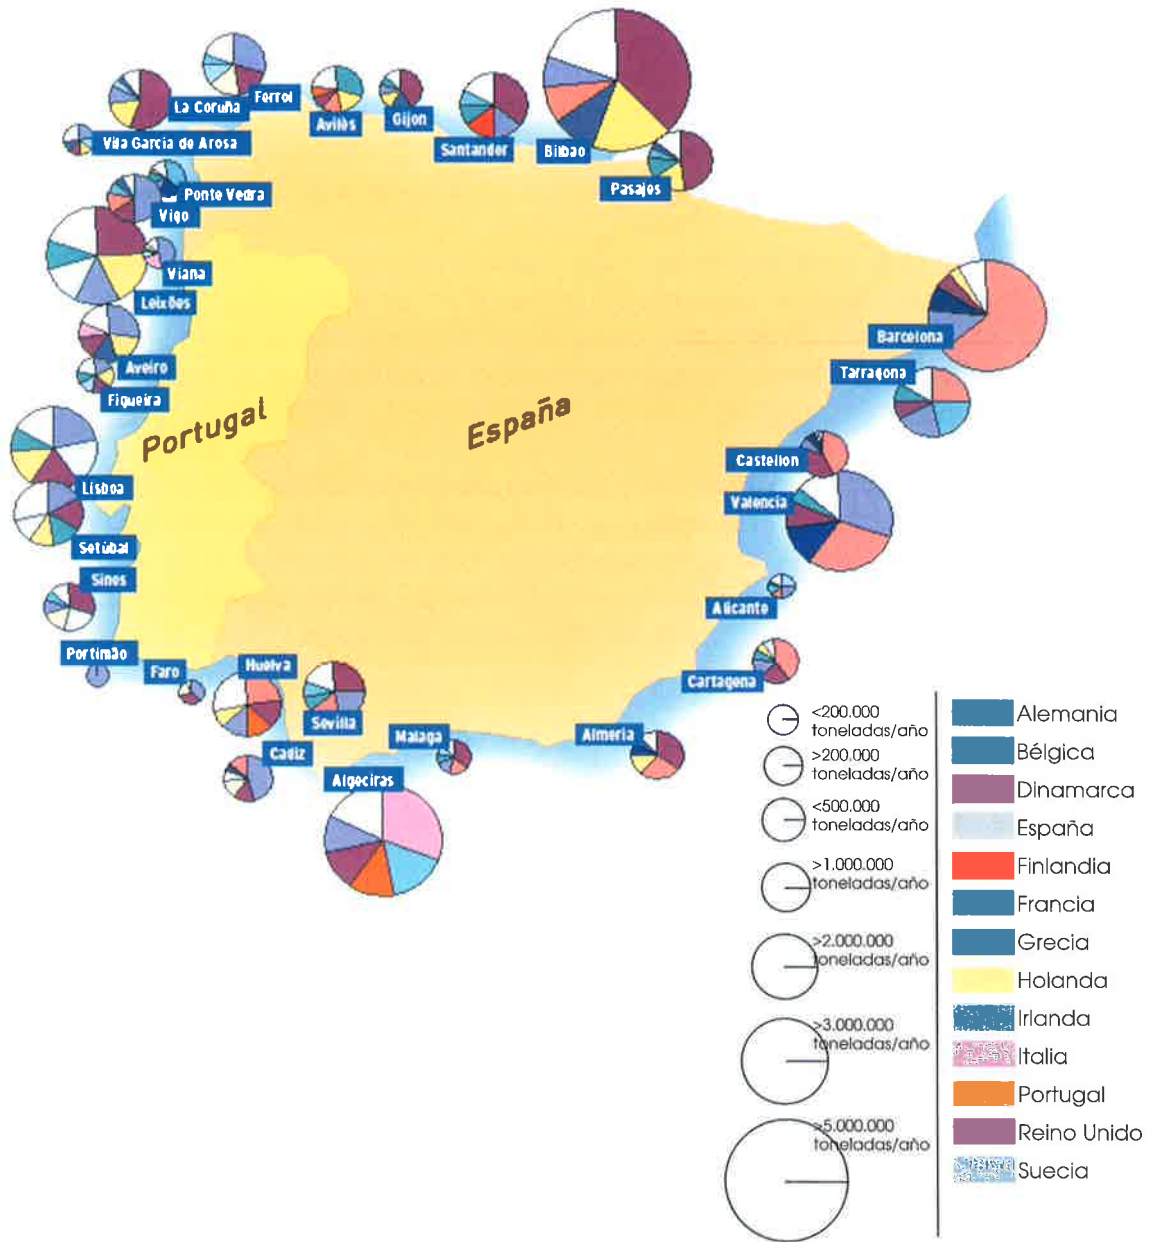 Ferrol
La Coruña
Avilés
Gijon
Santander
Bilbao
Pasajes
Vila Garcia de Arosa
Ponte Vedra
Vigo
Viana
Leixões
Aveiro
Figueira
Portugal
España
Barcelona
Tarragona
Castellon
Valencia
Lisboa
Setúbal
Sines
Alicante
Portimão
Faro
Huelva
Sevilla
Cadiz
Malaga
Algeciras
Almeria
Cartagena
<200.000
toneladas/año
>200.000
toneladas/año
<500.000
toneladas/año
>1.000.000
toneladas/año
>2.000.000
toneladas/año
>3.000.000
toneladas/año
>5.000.000
toneladas/año
Alemania
Bélgica
Dinamarca
España
Finlandia
Francia
Grecia
Holanda
Irlanda
Italia
Portugal
Reino Unido
Suecia